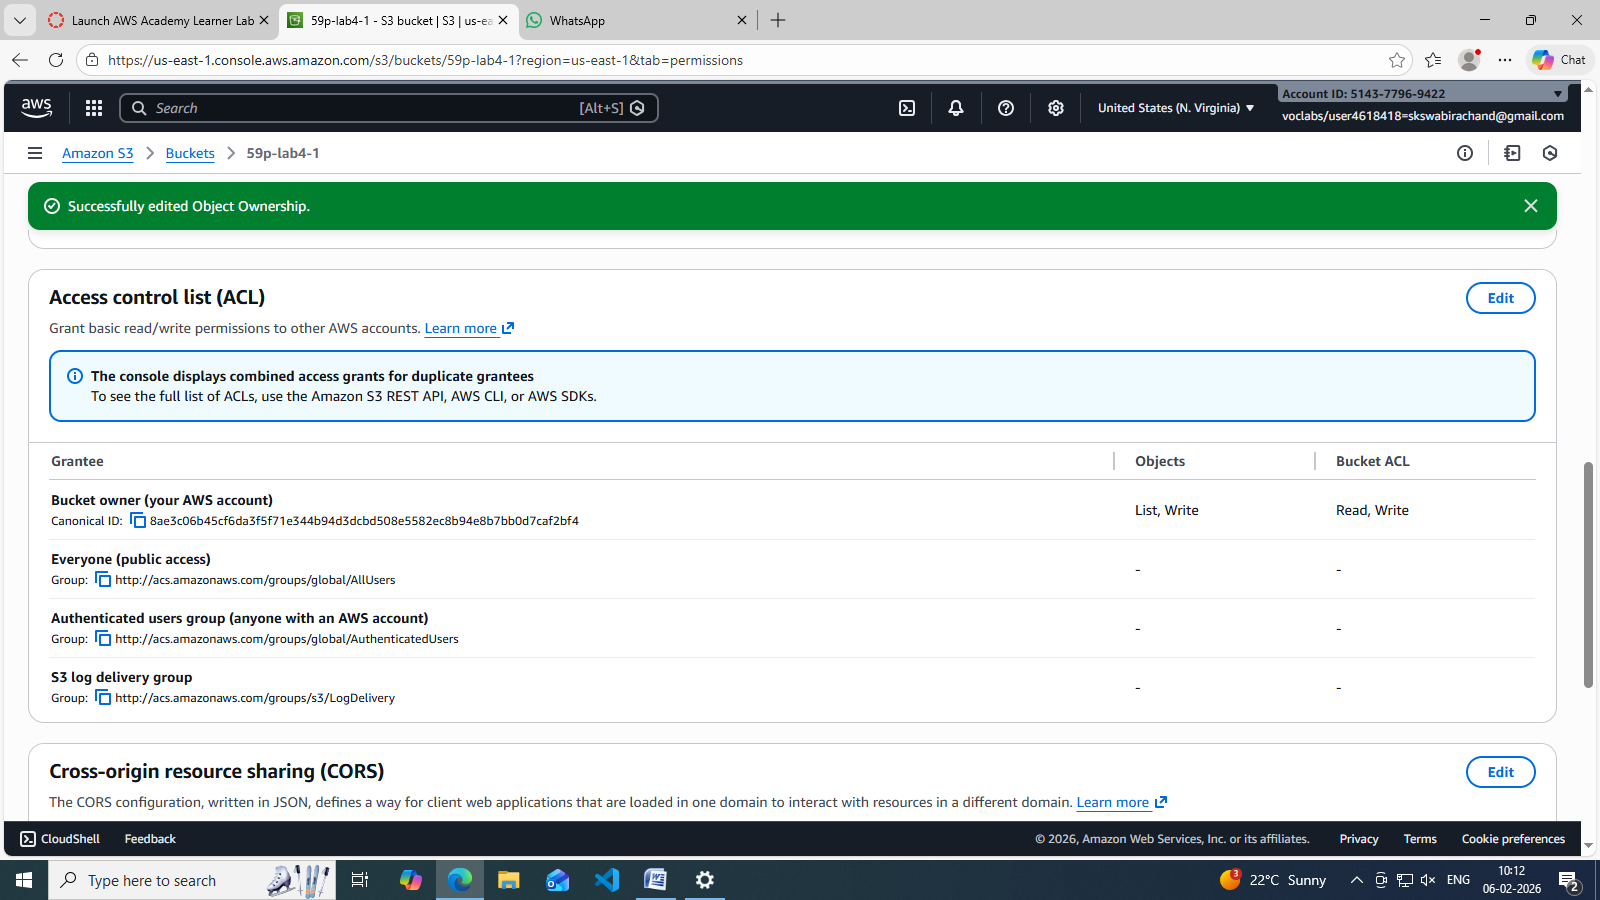 Launch AWS Academy Learner Lab
59p-lab4-1 - S3 bucket | S3 | us-ea
WhatsApp
https://us-east-1.console.aws.amazon.com/s3/buckets/59p-lab4-1?region=us-east-1&tab=permissions
Chat
aws
Search
[Alt+S]
United States (N. Virginia)
Account ID: 5143-7796-9422
voclabs/user4618418=skswabirachand@gmail.com
Amazon S3
Buckets
59p-lab4-1
Successfully edited Object Ownership.
Access control list (ACL)
Edit
Grant basic read/write permissions to other AWS accounts. Learn more
The console displays combined access grants for duplicate grantees
To see the full list of ACLs, use the Amazon S3 REST API, AWS CLI, or AWS SDKs.
Grantee
Objects
Bucket ACL
Bucket owner (your AWS account)
Canonical ID: 8ae3c06b45cf6da3f5f71e344b94d3dcbd508e5582ec8b94e8b7bb0d7caf2bf4
List, Write
Read, Write
Everyone (public access)
Group: http://acs.amazonaws.com/groups/global/AllUsers
-
-
Authenticated users group (anyone with an AWS account)
Group: http://acs.amazonaws.com/groups/global/AuthenticatedUsers
-
-
S3 log delivery group
Group: http://acs.amazonaws.com/groups/s3/LogDelivery
-
-
Cross-origin resource sharing (CORS)
Edit
The CORS configuration, written in JSON, defines a way for client web applications that are loaded in one domain to interact with resources in a different domain. Learn more
CloudShell
Feedback
© 2026, Amazon Web Services, Inc. or its affiliates.
Privacy
Terms
Cookie preferences
Type here to search
3
22°C Sunny
ENG
10:12
06-02-2026
2